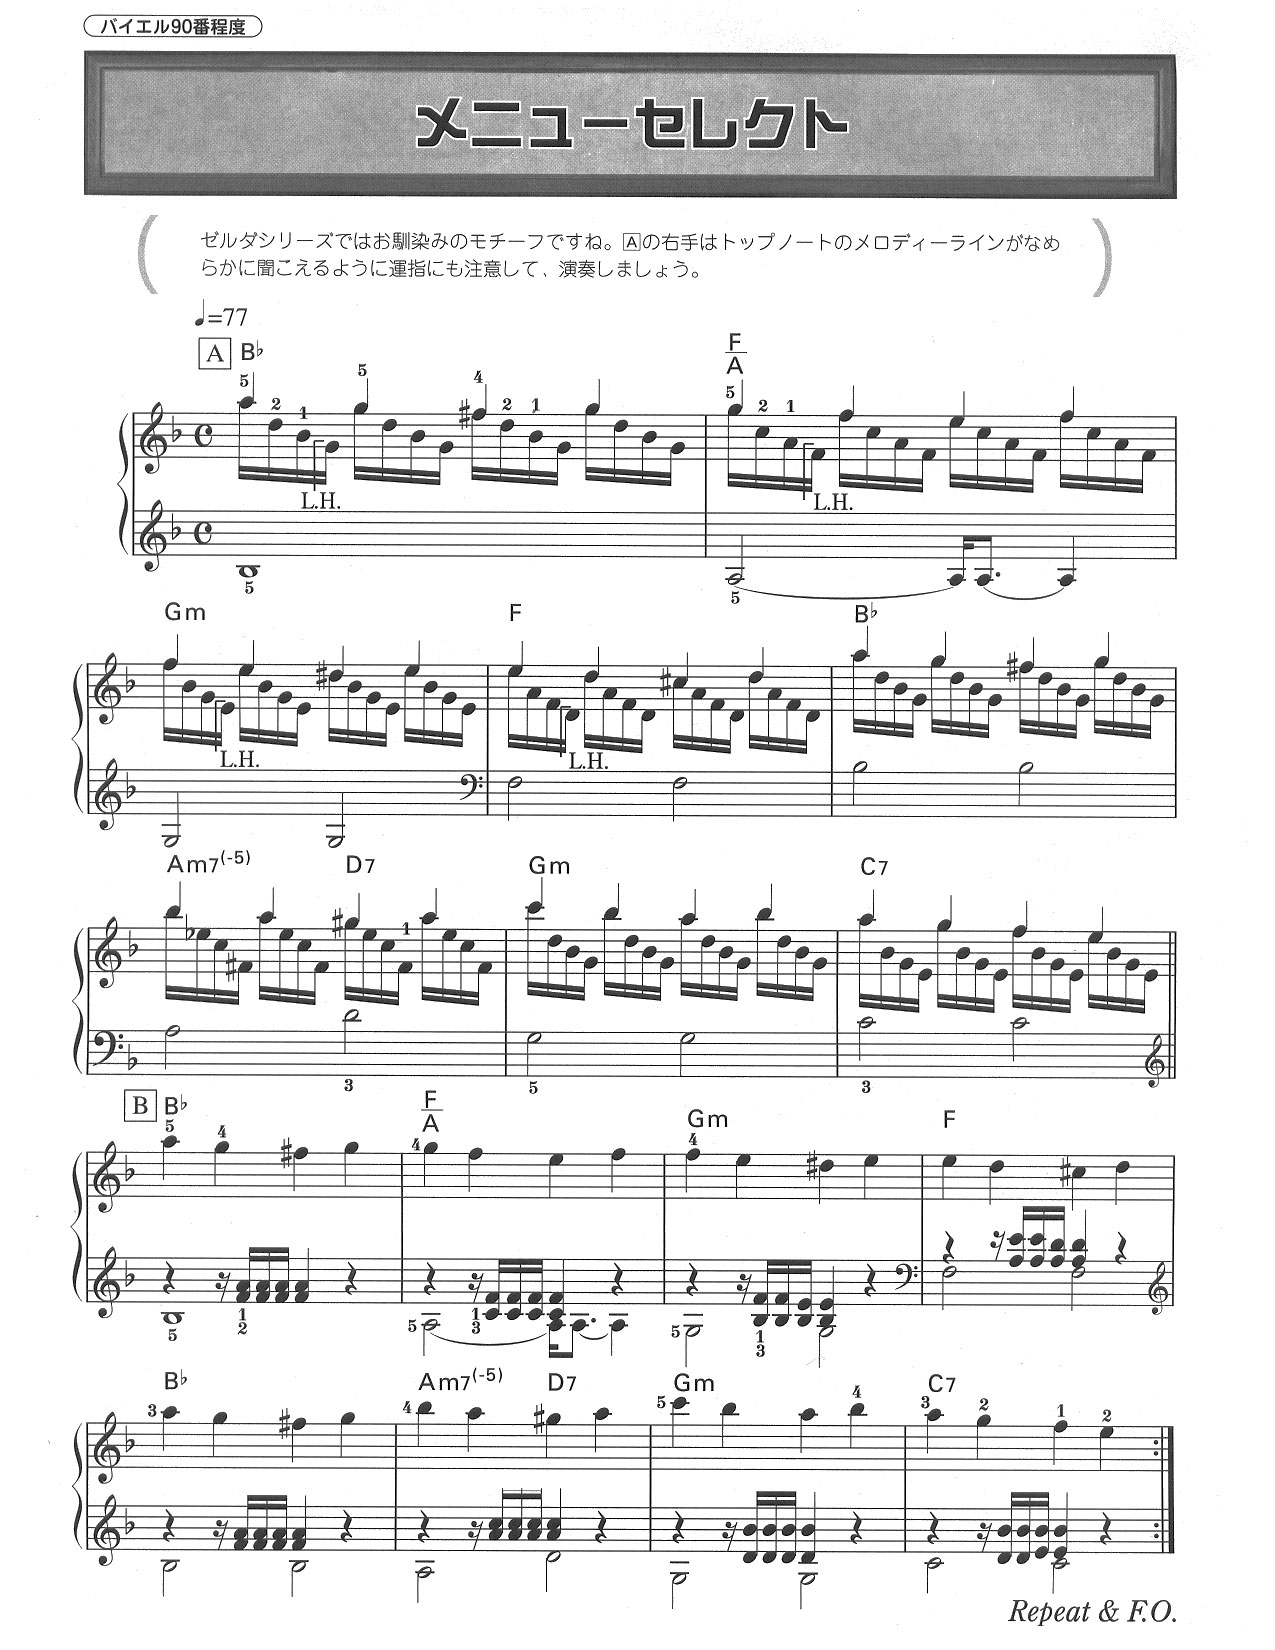 バイエル90番程度
メニューセレクト
ゼルダシリーズではお馴染みのモチーフですね。Aの右手はトップノートのメロディーラインがなめ
らかに聞こえるように運指にも注意して、演奏しましょう。
♩=77
A B♭ F/A
5 2 1 5 4 2 1 5 2 1
L.H. L.H.
5 5
Gm F B♭
L.H. L.H.
Am7(-5) D7 Gm C7
1
3 5 3
B B♭ F/A Gm F
5 4 4 4
5 1 2 5 1 3 5 1 3
B♭ Am7(-5) D7 Gm C7
3 4 5 4 3 2 1 2
Repeat & F.O.